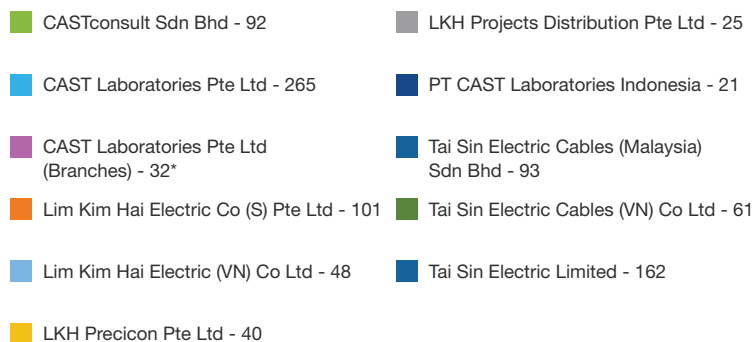 CASTconsult Sdn Bhd - 92
CAST Laboratories Pte Ltd - 265
CAST Laboratories Pte Ltd
(Branches) - 32*
Lim Kim Hai Electric Co (S) Pte Ltd - 101
Lim Kim Hai Electric (VN) Co Ltd - 48
LKH Precicon Pte Ltd - 40
LKH Projects Distribution Pte Ltd - 25
PT CAST Laboratories Indonesia - 21
Tai Sin Electric Cables (Malaysia)
Sdn Bhd - 93
Tai Sin Electric Cables (VN) Co Ltd - 61
Tai Sin Electric Limited - 162